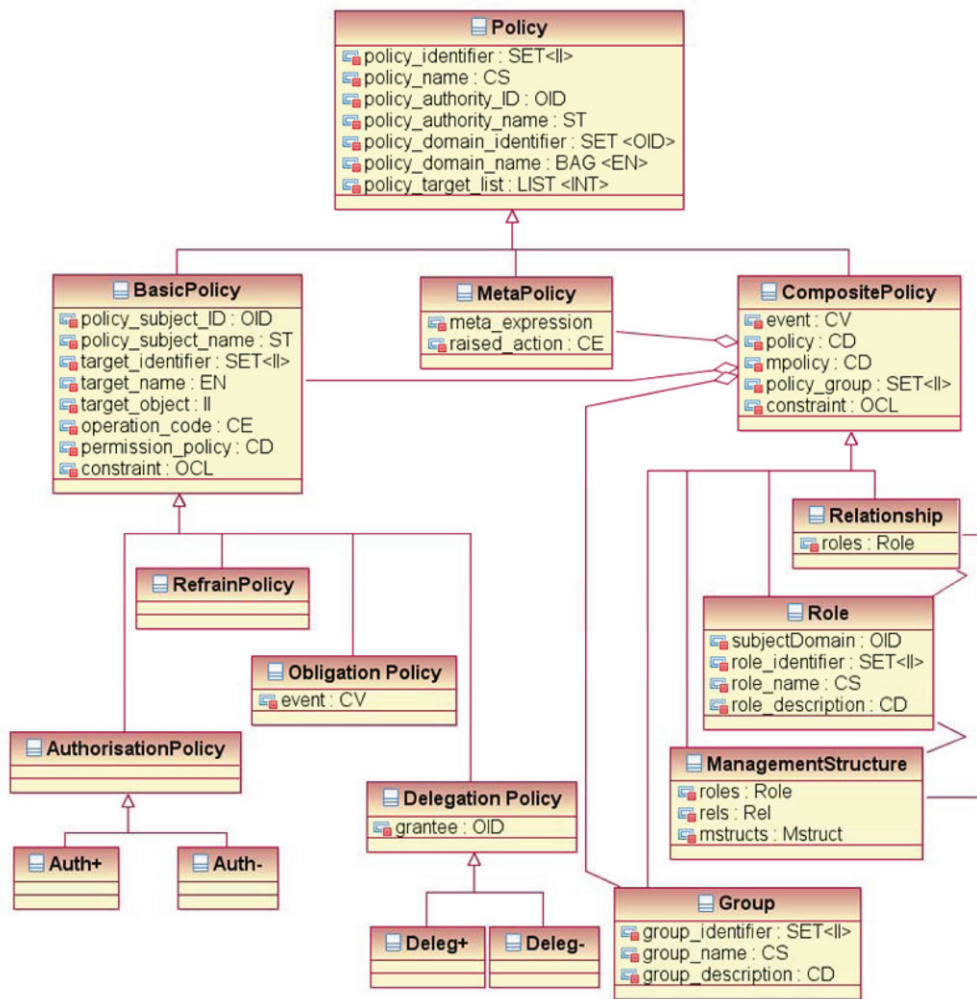 Policy
policy_identifier : SET<II>
policy_name : CS
policy_authority_ID : OID
policy_authority_name : ST
policy_domain_identifier : SET <OID>
policy_domain_name : BAG <EN>
policy_target_list : LIST <INT>
BasicPolicy
policy_subject_ID : OID
policy_subject_name : ST
target_identifier : SET<II>
target_name : EN
target_object : II
operation_code : CE
permission_policy : CD
constraint : OCL
MetaPolicy
meta_expression
raised_action : CE
CompositePolicy
event : CV
policy : CD
mpolicy : CD
policy_group : SET<II>
constraint : OCL
Relationship
roles : Role
RefrainPolicy
Role
subjectDomain : OID
role_identifier : SET<II>
role_name : CS
role_description : CD
Obligation Policy
event : CV
AuthorisationPolicy
ManagementStructure
roles : Role
rels : Rel
mstructs : Mstruct
Delegation Policy
grantee : OID
Auth+
Auth-
Group
group_identifier : SET<II>
group_name : CS
group_description : CD
Deleg+
Deleg-